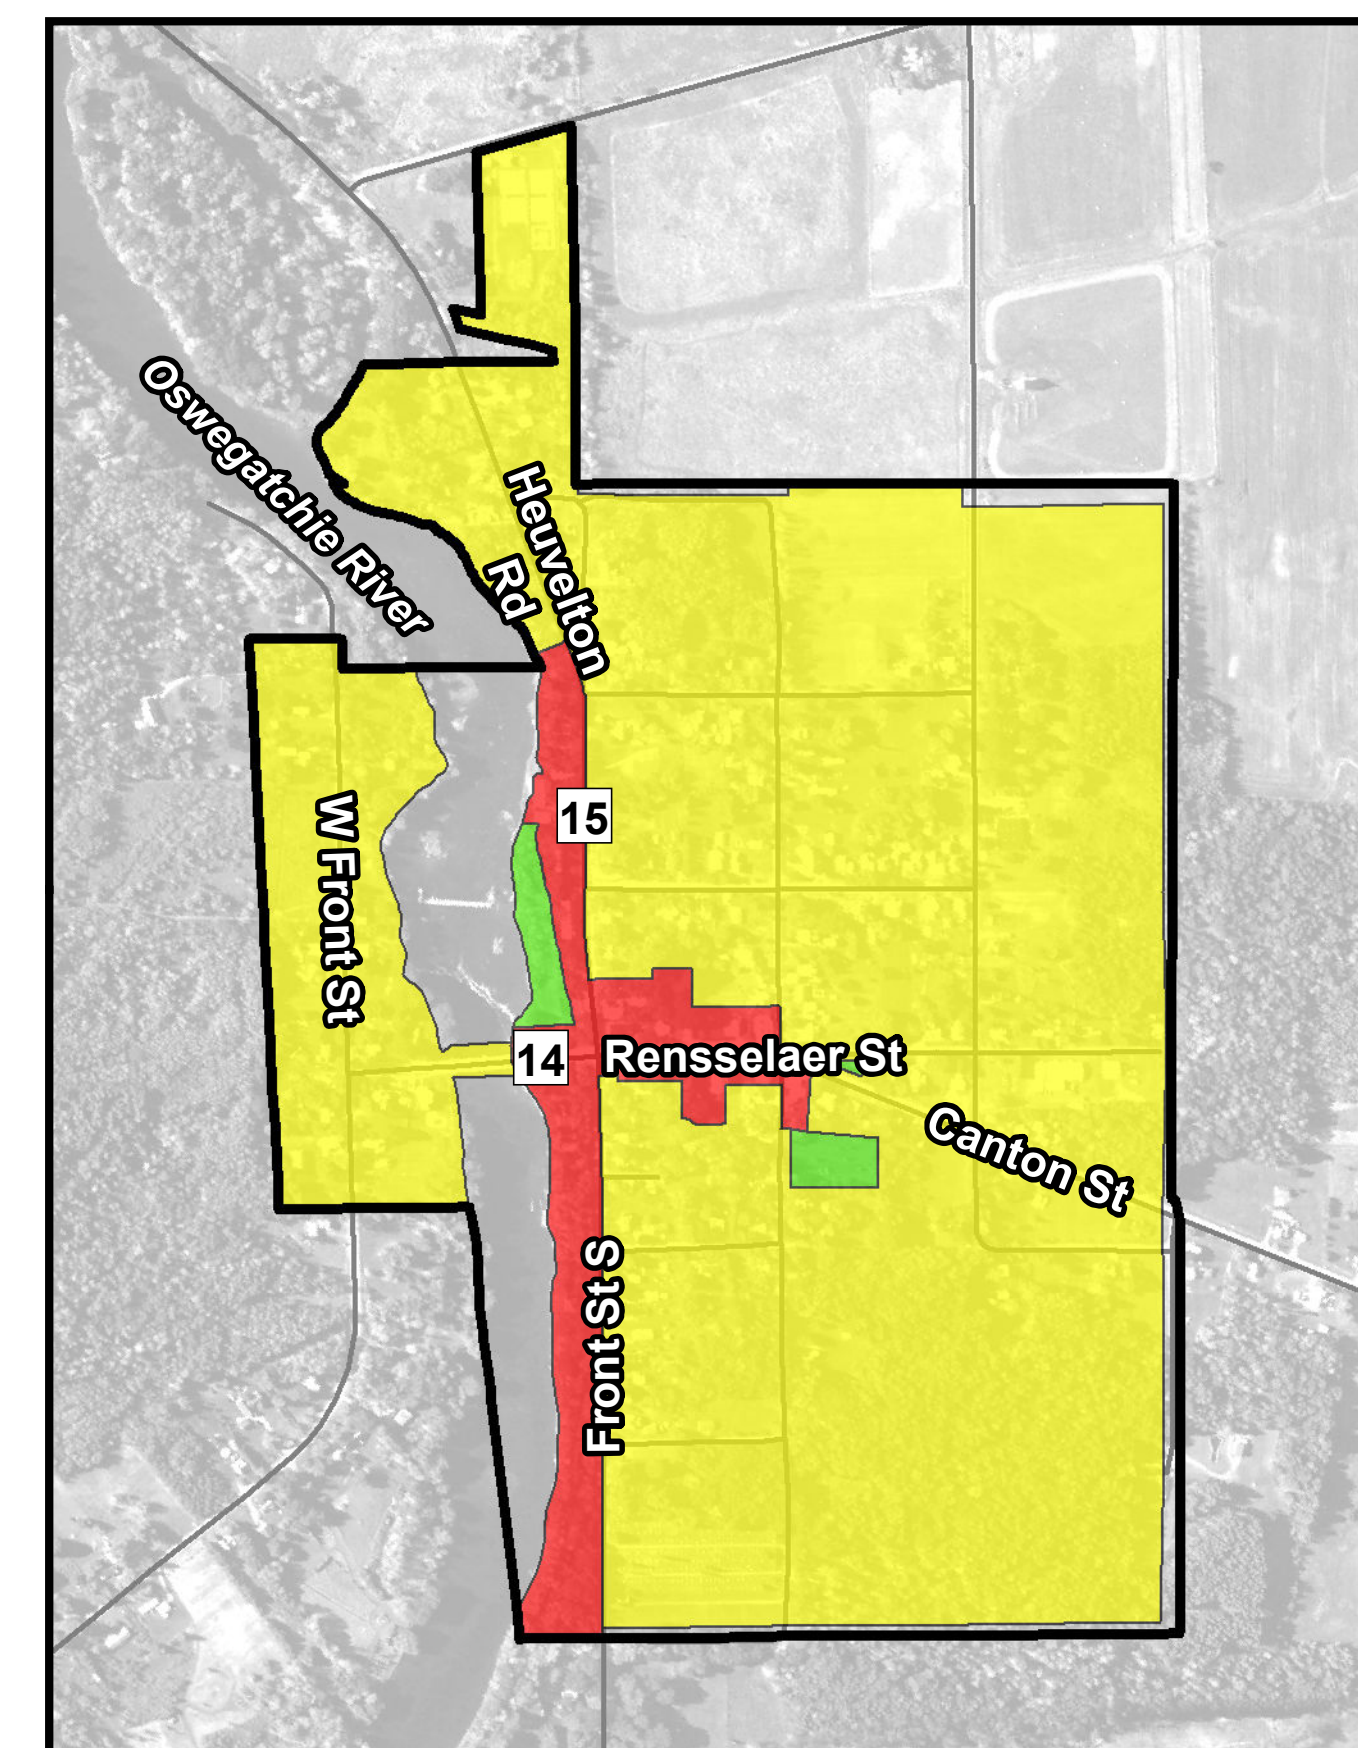 Oswegatchie River
Heuvelton
Rd
W Front St
15
14
Rensselaer St
Canton St
Front St S